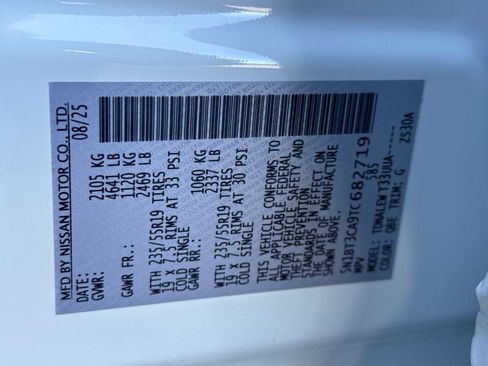 MFD BY NISSAN MOTOR CO., LTD.
DATE: 08/25
GVWR: 2105 KG
4641 LB
GAWR FR.: 1120 KG
2469 LB
WITH 235/55R19 TIRES
19 X 7.5 RIMS AT 33 PSI
COLD SINGLE
GAWR RR.: 1060 KG
2337 LB
WITH 235/55R19 TIRES
19 X 7.5 RIMS AT 30 PSI
COLD SINGLE
THIS VEHICLE CONFORMS TO
ALL APPLICABLE FEDERAL
MOTOR VEHICLE SAFETY AND
THEFT PREVENTION
STANDARDS IN EFFECT ON THE
DATE OF MANUFACTURE
SHOWN ABOVE.
682719
MPV 585
MODEL:
COLOR: QBE TRIM: G
ZS30A